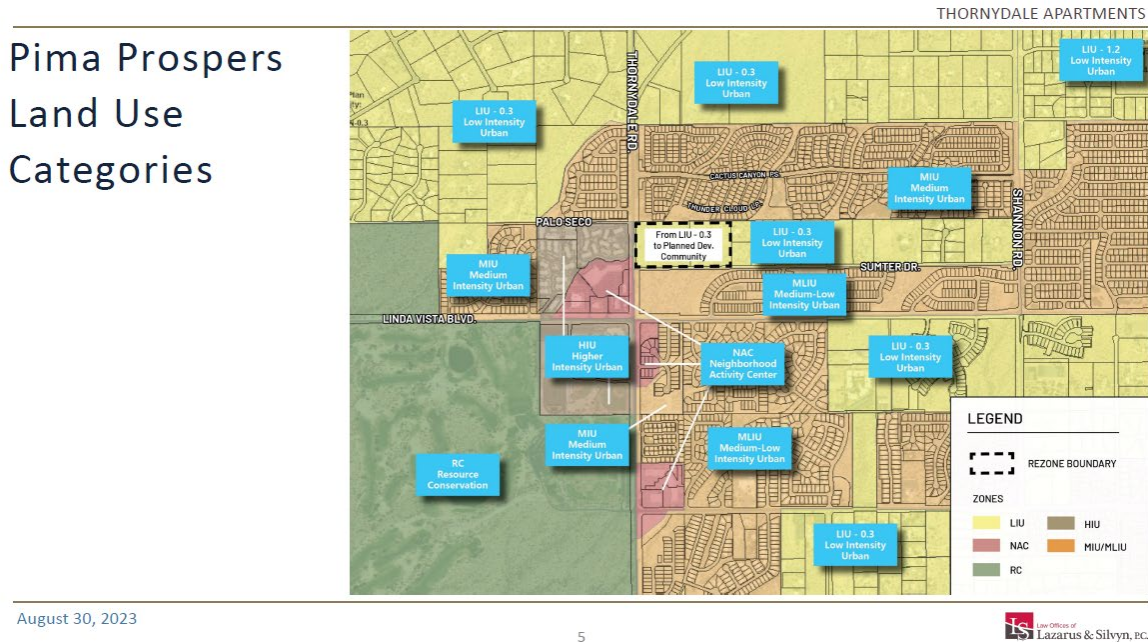 THORNYDALE APARTMENTS
Pima Prospers
Land Use
Categories
LIU - 0.3
Low Intensity
Urban
LIU - 0.3
Low Intensity
Urban
LIU - 1.2
Low Intensity
Urban
THORNYDALE RD.
CACTUS CANYON PS.
THUNDER CLOUD
MIU
Medium
Intensity Urban
SHANNON RD.
PALO SECO
From LIU - 0.3
to Planned Dev.
Community
LIU - 0.3
Low Intensity
Urban
SUMTER DR.
MIU
Medium
Intensity Urban
MLIU
Medium-Low
Intensity Urban
LINDA VISTA BLVD.
HIU
Higher
Intensity Urban
NAC
Neighborhood
Activity Center
LIU - 0.3
Low Intensity
Urban
MIU
Medium
Intensity Urban
MLIU
Medium-Low
Intensity Urban
RC
Resource
Conservation
LIU - 0.3
Low Intensity
Urban
LEGEND
REZONE BOUNDARY
ZONES
LIU
HIU
NAC
MIU/MLIU
RC
August 30, 2023
5
LS
Law Offices of
Lazarus & Silvyn, P.C.